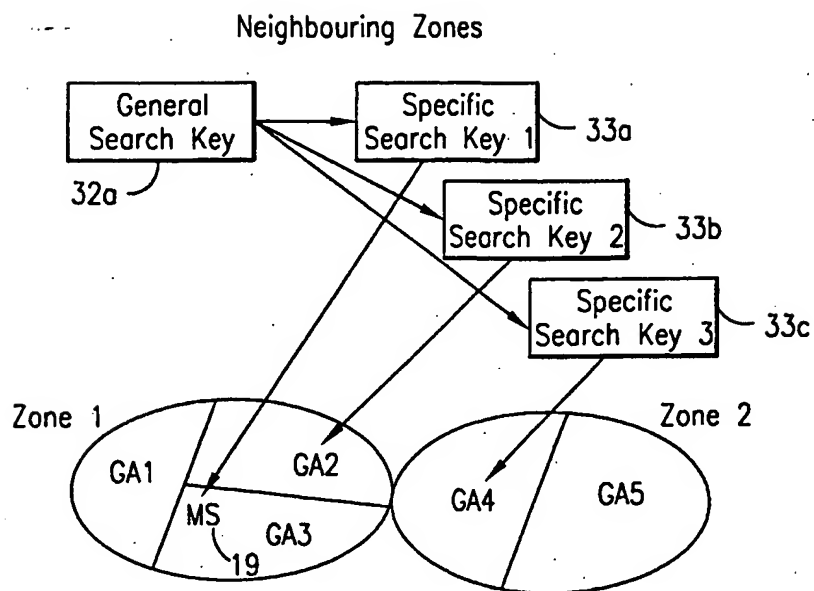 Neighbouring Zones
General
Search Key
32a
Specific
Search Key 1
33a
Specific
Search Key 2
33b
Specific
Search Key 3
33c
Zone 1
Zone 2
GA1
GA2
MS
19
GA3
GA4
GA5